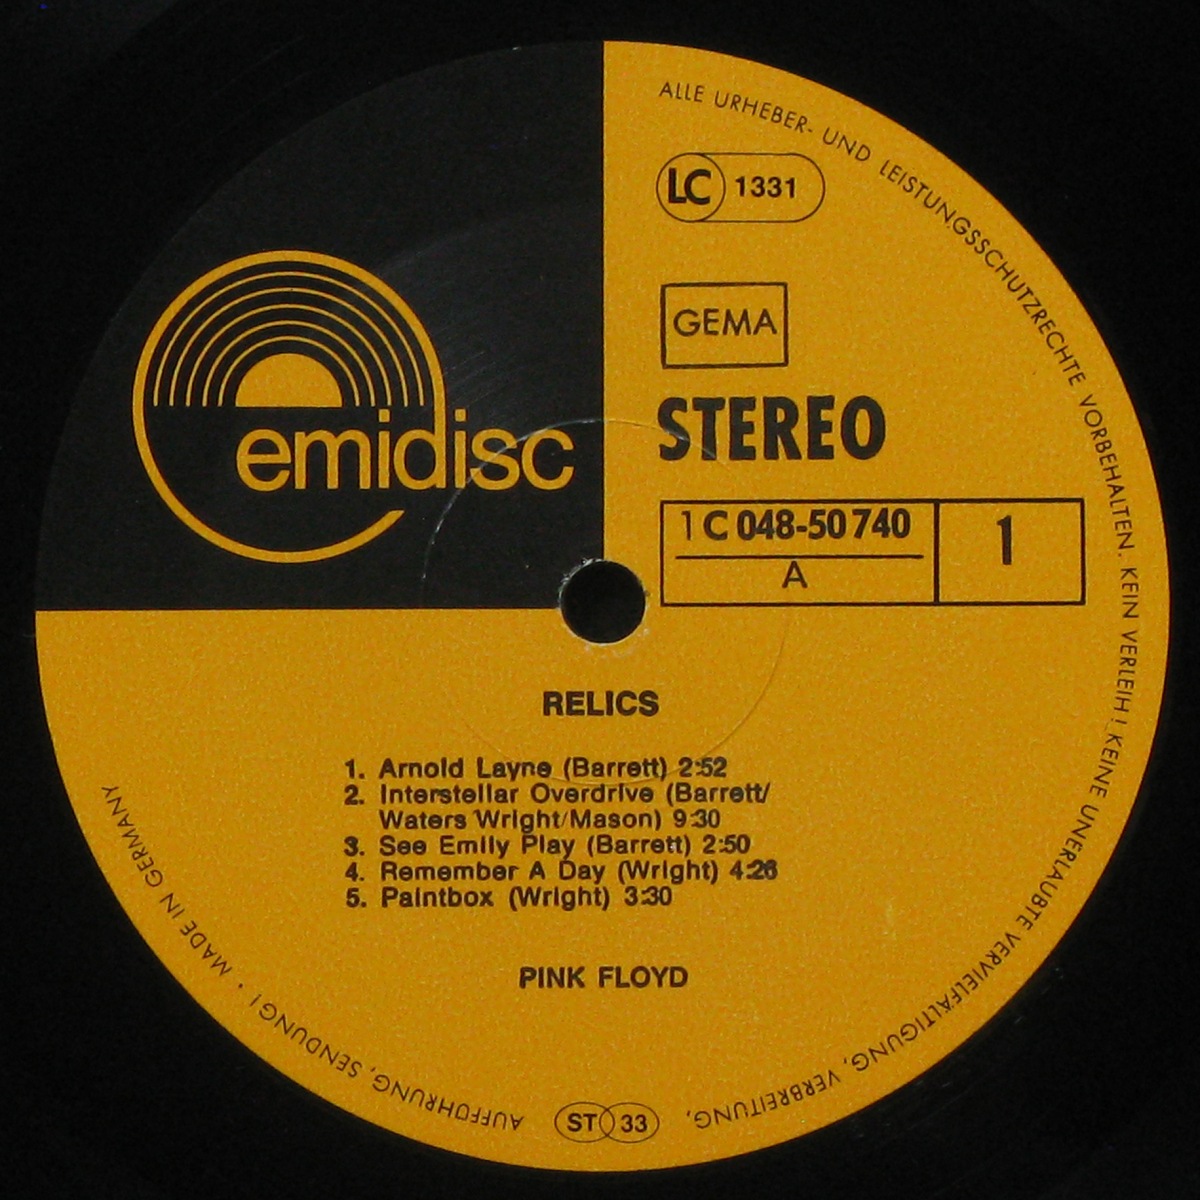 ALLE URHEBER- UND LEISTUNGSSCHUTZRECHTE VORBEHALTEN. KEIN VERLEIH! KEINE UNERLAUBTE VERVIELFÄLTIGUNG, VERBREITUNG, AUFFÜHRUNG, SENDUNG! · MADE IN GERMANY
LC 1331
GEMA
STEREO
emidisc
1 C 048-50 740
A
1
RELICS
1. Arnold Layne (Barrett) 2:52
2. Interstellar Overdrive (Barrett/
Waters/Wright/Mason) 9:30
3. See Emily Play (Barrett) 2:50
4. Remember A Day (Wright) 4:26
5. Paintbox (Wright) 3:30
PINK FLOYD
ST 33